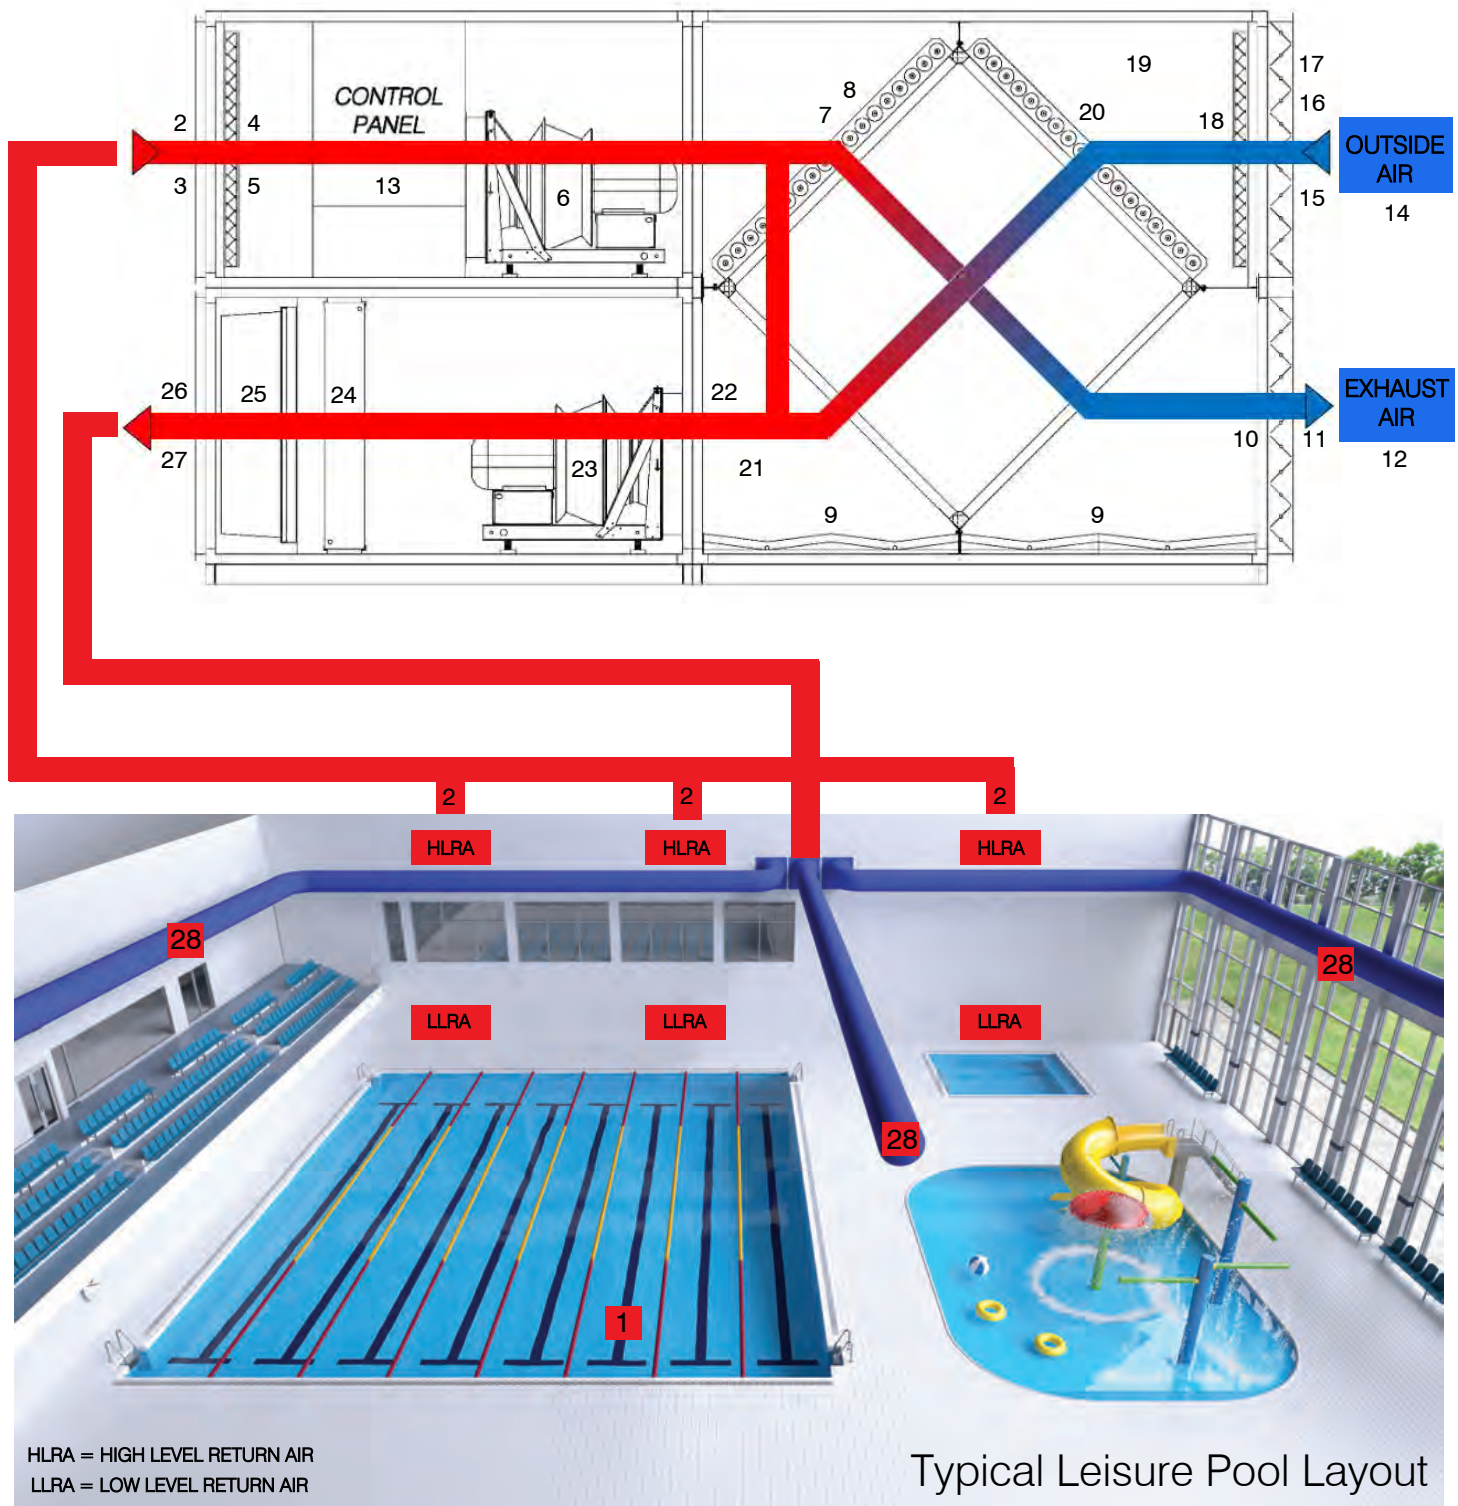 19
17
8
CONTROL
PANEL
7
20
16
2
4
18
OUTSIDE
AIR
3
5
13
6
15
14
26
25
24
22
EXHAUST
AIR
10
11
27
23
21
12
9
9
2
2
2
HLRA
HLRA
HLRA
28
28
LLRA
LLRA
LLRA
28
1
HLRA = HIGH LEVEL RETURN AIR
LLRA = LOW LEVEL RETURN AIR
Typical Leisure Pool Layout